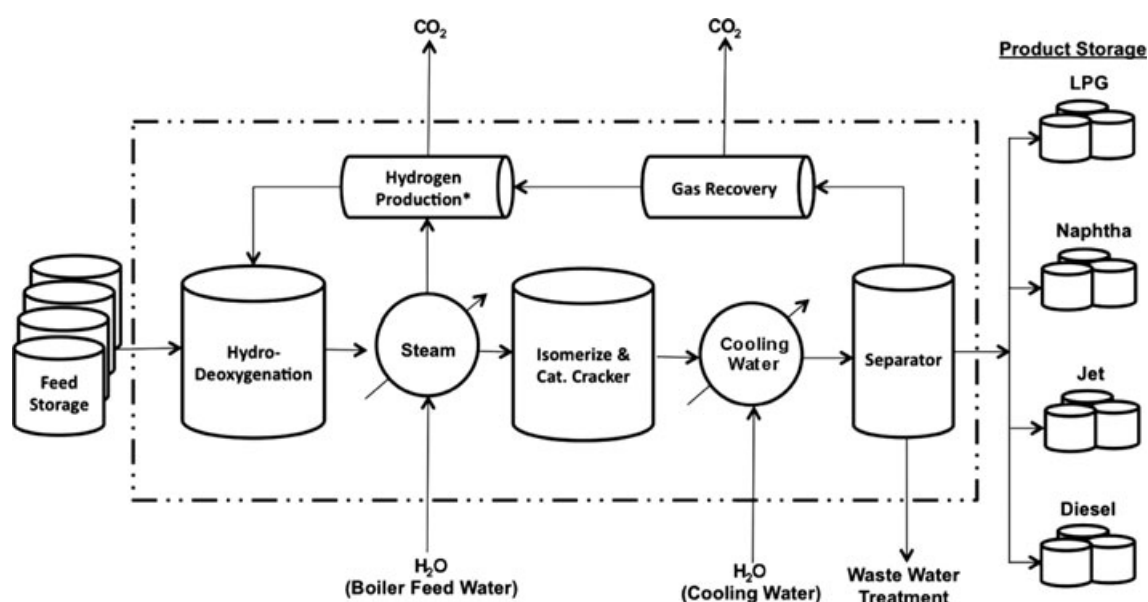 CO₂
CO₂
Product Storage
LPG
Hydrogen
Production*
Gas Recovery
Naphtha
Feed
Storage
Hydro-
Deoxygenation
Steam
Isomerize &
Cat. Cracker
Cooling
Water
Separator
Jet
Diesel
H₂O
(Boiler Feed Water)
H₂O
(Cooling Water)
Waste Water
Treatment